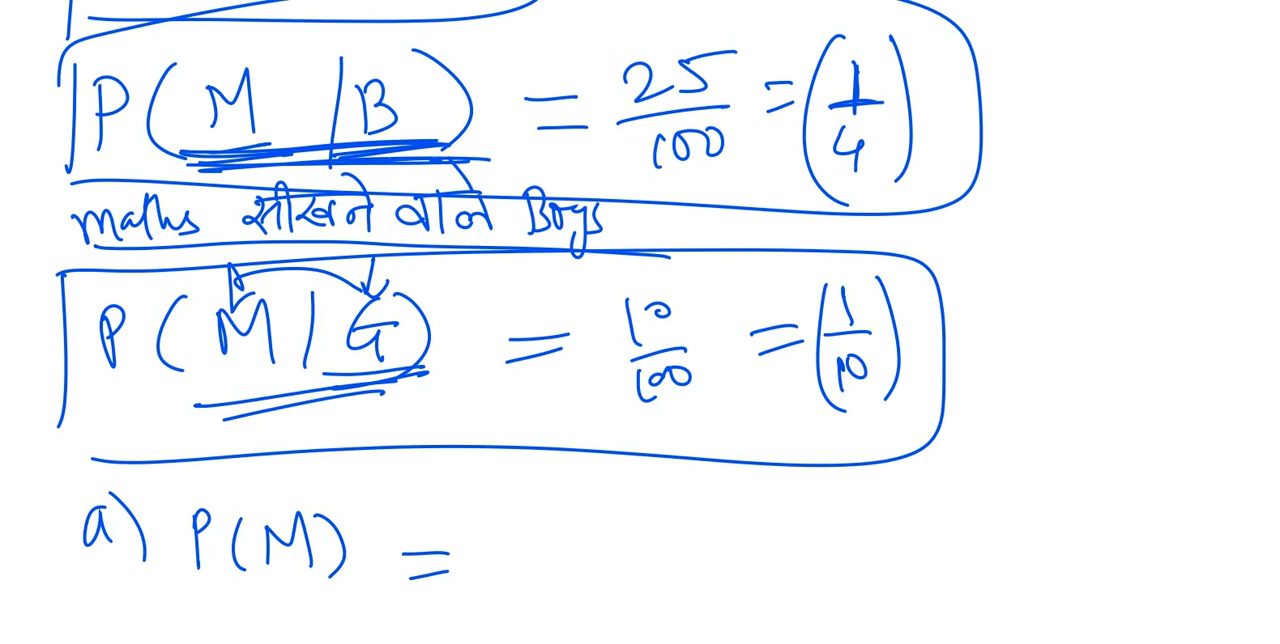 P(M | B) = 25/100 = (1/4)
maths सीखने वाले Boys
P(M | G) = 10/100 = (1/10)
a) P(M) =